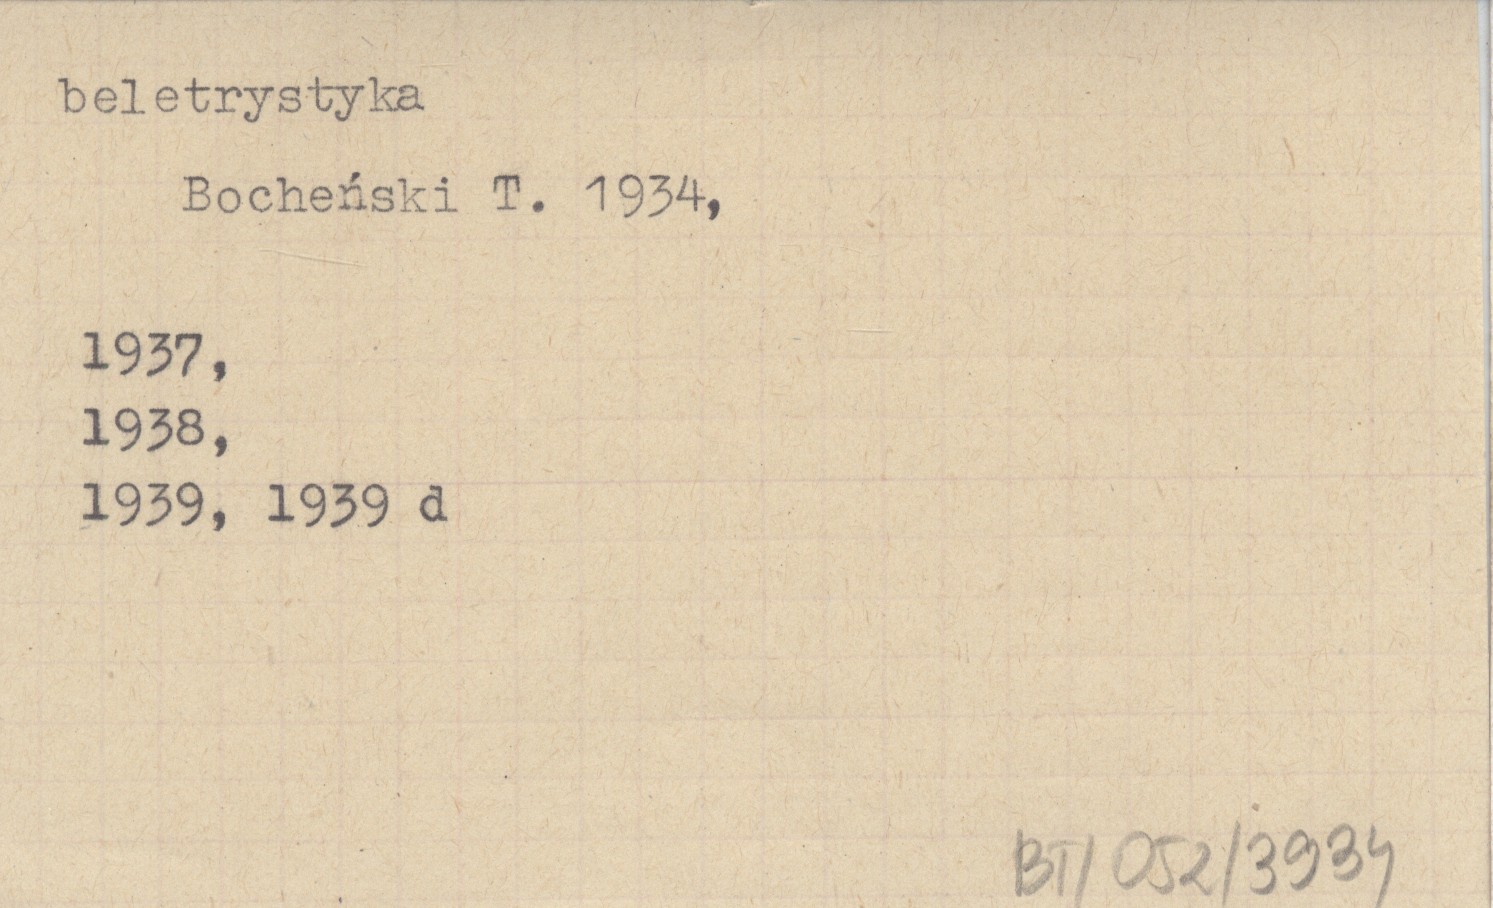 beletrystyka
Bocheński T. 1934,
1937,
1938,
1939, 1939 d
BT/052/3934